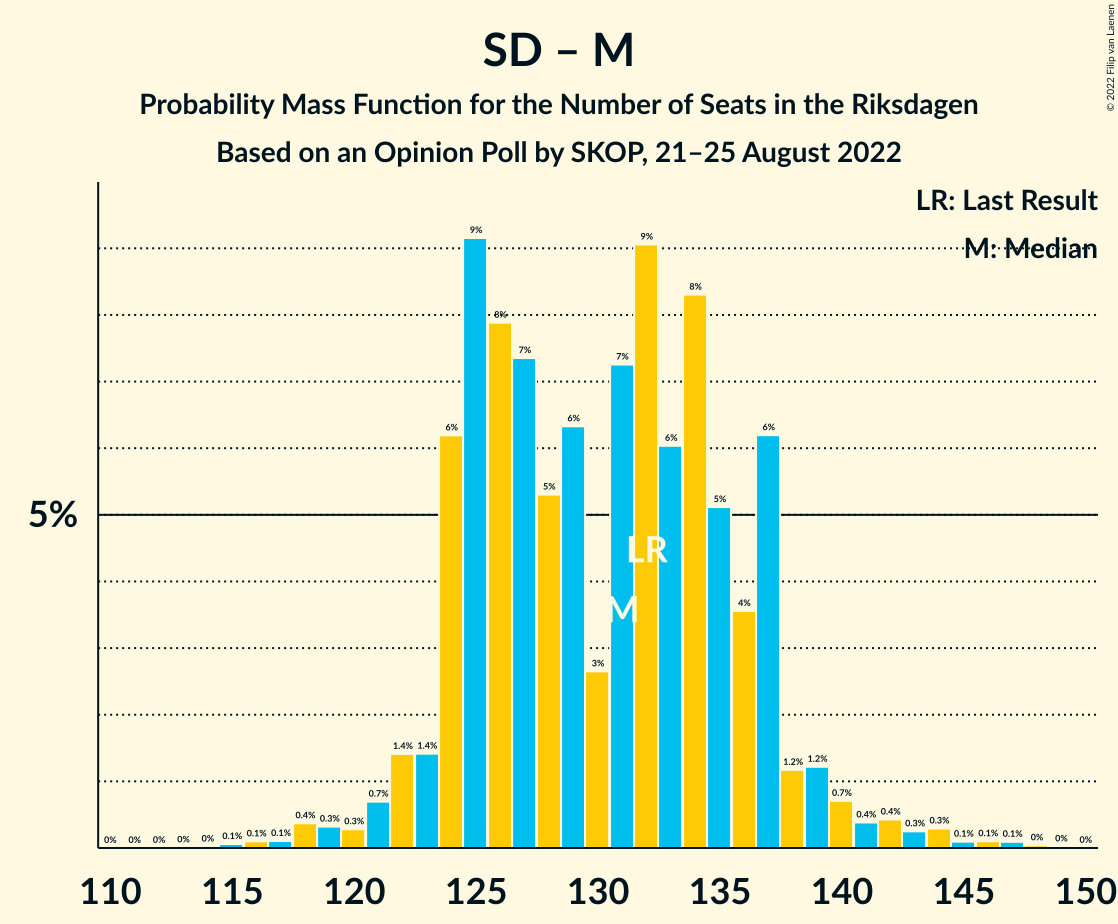 SD – M
Probability Mass Function for the Number of Seats in the Riksdagen
Based on an Opinion Poll by SKOP, 21–25 August 2022
© 2022 Filip van Laenen
LR: Last Result
M: Median
5%
0% 0% 0% 0% 0% 0.1% 0.1% 0.1% 0.4% 0.3% 0.3% 0.7% 1.4% 1.4% 6% 9% 8% 7% 5% 6% 3% 7% 9% 6% 8% 5% 4% 6% 1.2% 1.2% 0.7% 0.4% 0.4% 0.3% 0.3% 0.1% 0.1% 0.1% 0% 0% 0%
LR
M
110 115 120 125 130 135 140 145 150